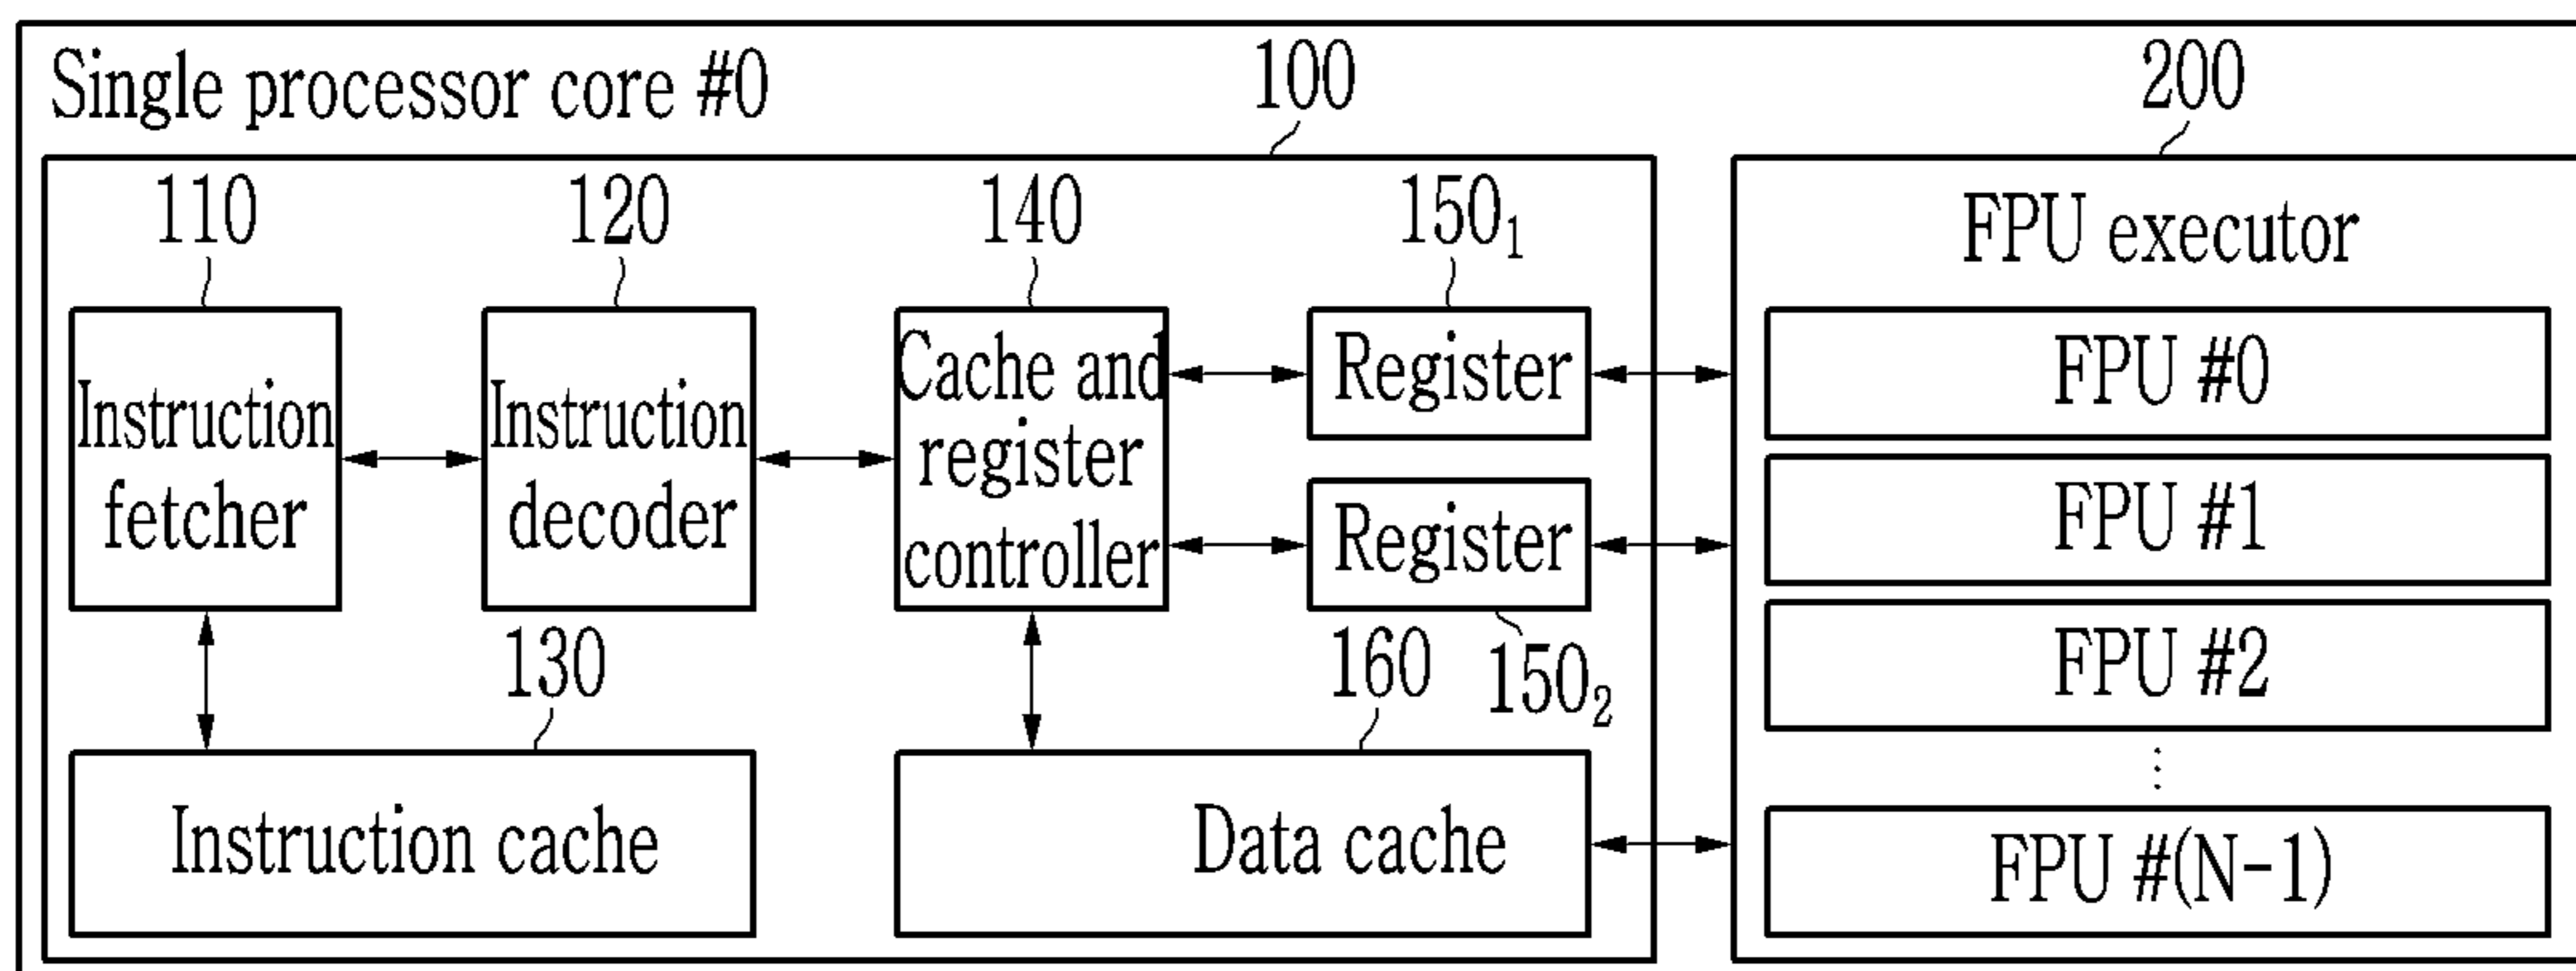 Single processor core #0
100
200
110
120
140
150₁
FPU executor
Instruction
fetcher
Instruction
decoder
Cache and
register
controller
Register
Register
FPU #0
FPU #1
FPU #2
⋮
FPU #(N-1)
130
160
150₂
Instruction cache
Data cache